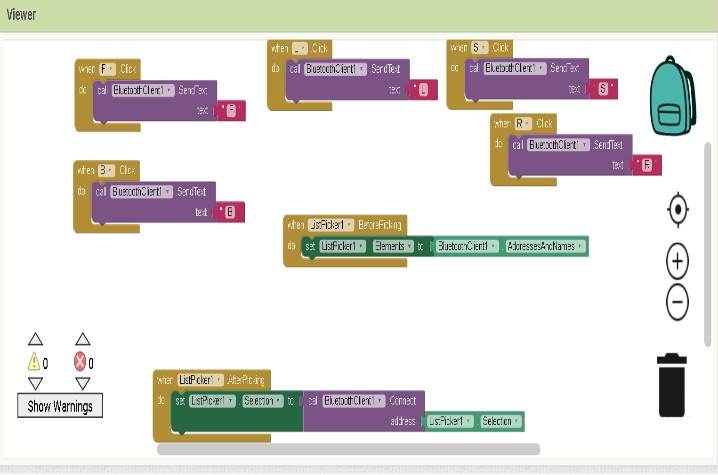 Viewer
when F .Click
do call BluetoothClient1 .SendText
text " F "
when L .Click
do call BluetoothClient1 .SendText
text " L "
when S .Click
do call BluetoothClient1 .SendText
text " S "
when R .Click
do call BluetoothClient1 .SendText
text " R "
when B .Click
do call BluetoothClient1 .SendText
text " B "
when ListPicker1 .BeforePicking
do set ListPicker1 . Elements to BluetoothClient1 . AddressesAndNames
0 0
Show Warnings
when ListPicker1 .AfterPicking
do set ListPicker1 . Selection to call BluetoothClient1 .Connect
address ListPicker1 . Selection